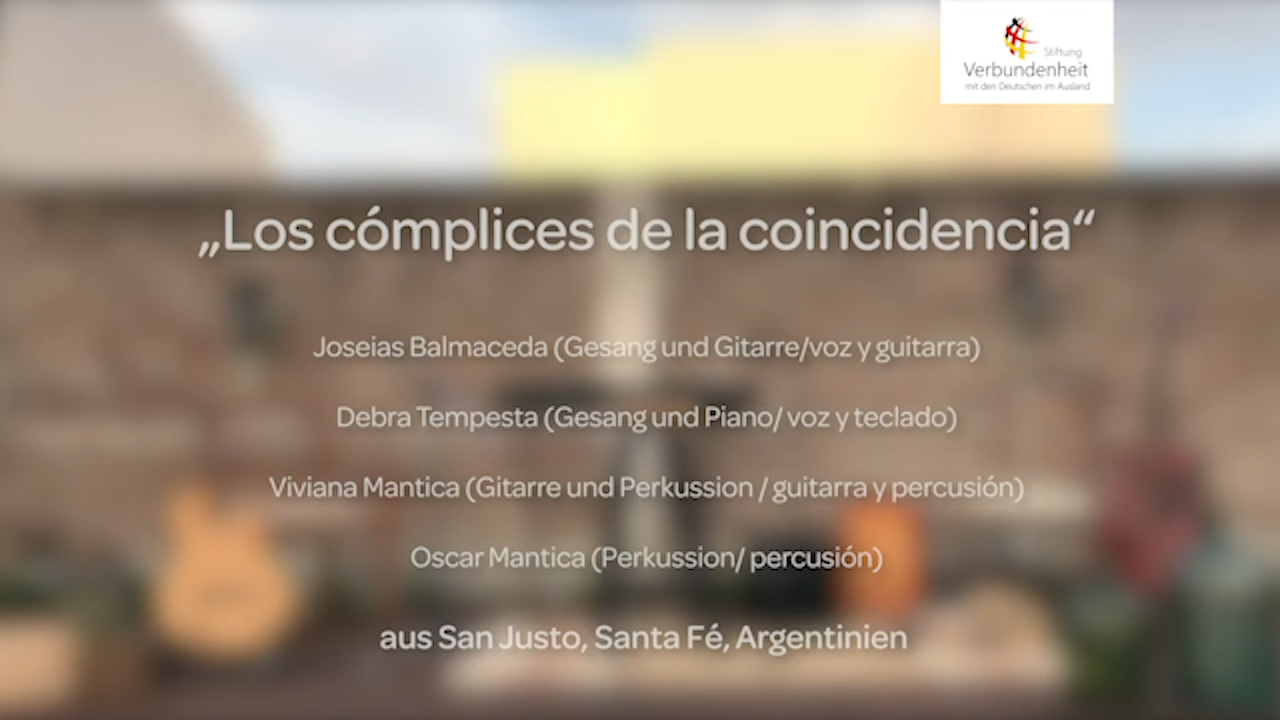 Stiftung
Verbundenheit
mit den Deutschen im Ausland
„Los cómplices de la coincidencia“
Joseias Balmaceda (Gesang und Gitarre/voz y guitarra)
Debra Tempesta (Gesang und Piano/ voz y teclado)
Viviana Mantica (Gitarre und Perkussion / guitarra y percusión)
Oscar Mantica (Perkussion/ percusión)
aus San Justo, Santa Fé, Argentinien